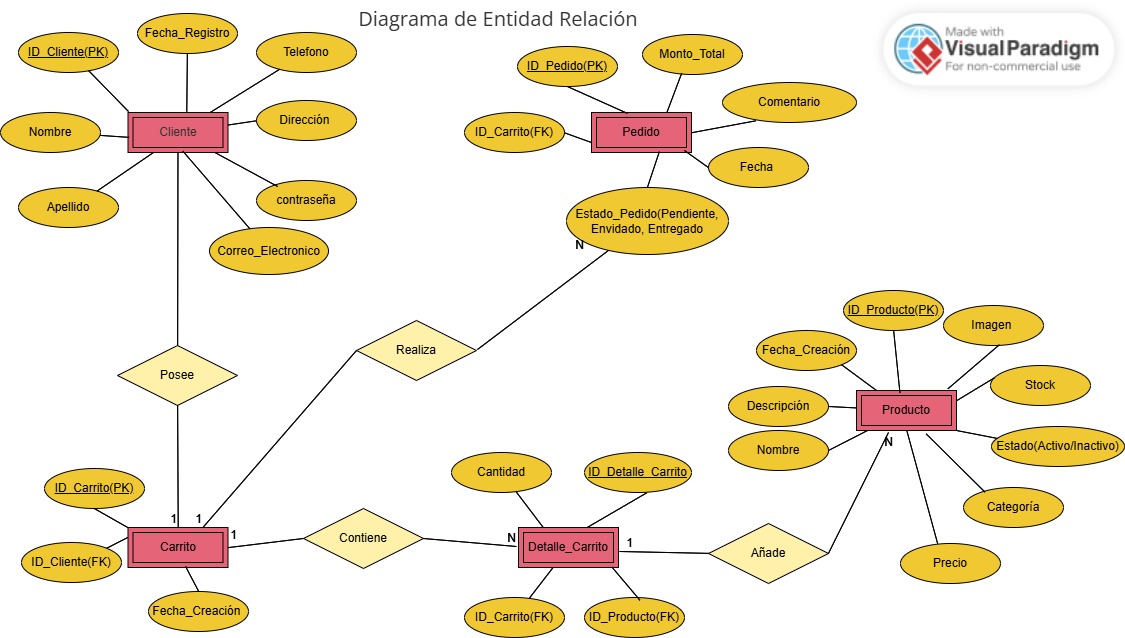 Diagrama de Entidad Relación
Made with
VisualParadigm
For non-commercial use
ID_Cliente(PK)
Fecha_Registro
Telefono
Nombre
Cliente
Dirección
Apellido
contraseña
Correo_Electronico
ID_Pedido(PK)
Monto_Total
Comentario
ID_Carrito(FK)
Pedido
Fecha
Estado_Pedido(Pendiente,
Envidado, Entregado
N
Posee
Realiza
ID_Producto(PK)
Imagen
Fecha_Creación
Stock
Descripción
Producto
Nombre
N
Estado(Activo/Inactivo)
Categoría
Precio
ID_Carrito(PK)
1
1
1
Carrito
ID_Cliente(FK)
Fecha_Creación
Contiene
Cantidad
ID_Detalle_Carrito
N
Detalle_Carrito
1
Añade
ID_Carrito(FK)
ID_Producto(FK)